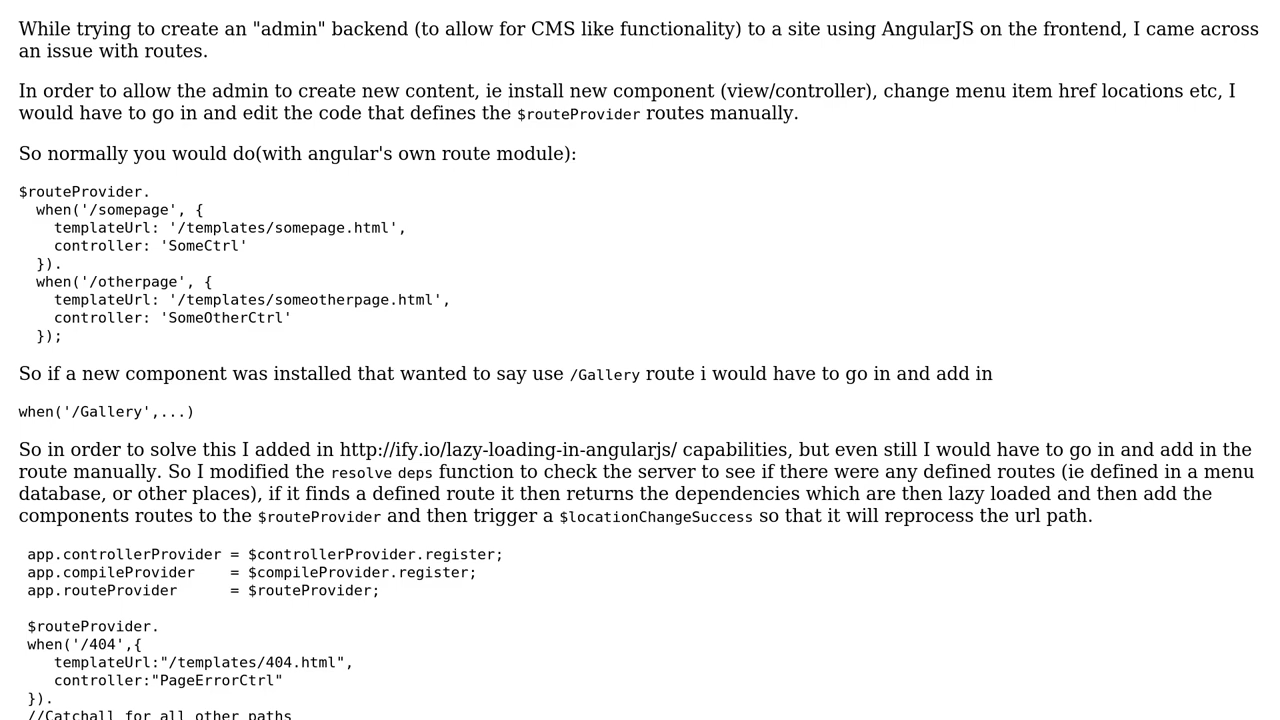 While trying to create an "admin" backend (to allow for CMS like functionality) to a site using AngularJS on the frontend, I came across
an issue with routes.
In order to allow the admin to create new content, ie install new component (view/controller), change menu item href locations etc, I
would have to go in and edit the code that defines the $routeProvider routes manually.
So normally you would do(with angular's own route module):
$routeProvider.
  when('/somepage', {
    templateUrl: '/templates/somepage.html',
    controller: 'SomeCtrl'
  }).
  when('/otherpage', {
    templateUrl: '/templates/someotherpage.html',
    controller: 'SomeOtherCtrl'
  });
So if a new component was installed that wanted to say use /Gallery route i would have to go in and add in
when('/Gallery',...)
So in order to solve this I added in http://ify.io/lazy-loading-in-angularjs/ capabilities, but even still I would have to go in and add in the
route manually. So I modified the resolve deps function to check the server to see if there were any defined routes (ie defined in a menu
database, or other places), if it finds a defined route it then returns the dependencies which are then lazy loaded and then add the
components routes to the $routeProvider and then trigger a $locationChangeSuccess so that it will reprocess the url path.
 app.controllerProvider = $controllerProvider.register;
 app.compileProvider    = $compileProvider.register;
 app.routeProvider      = $routeProvider;
 $routeProvider.
 when('/404',{
    templateUrl:"/templates/404.html",
    controller:"PageErrorCtrl"
 }).
 //Catchall for all other paths